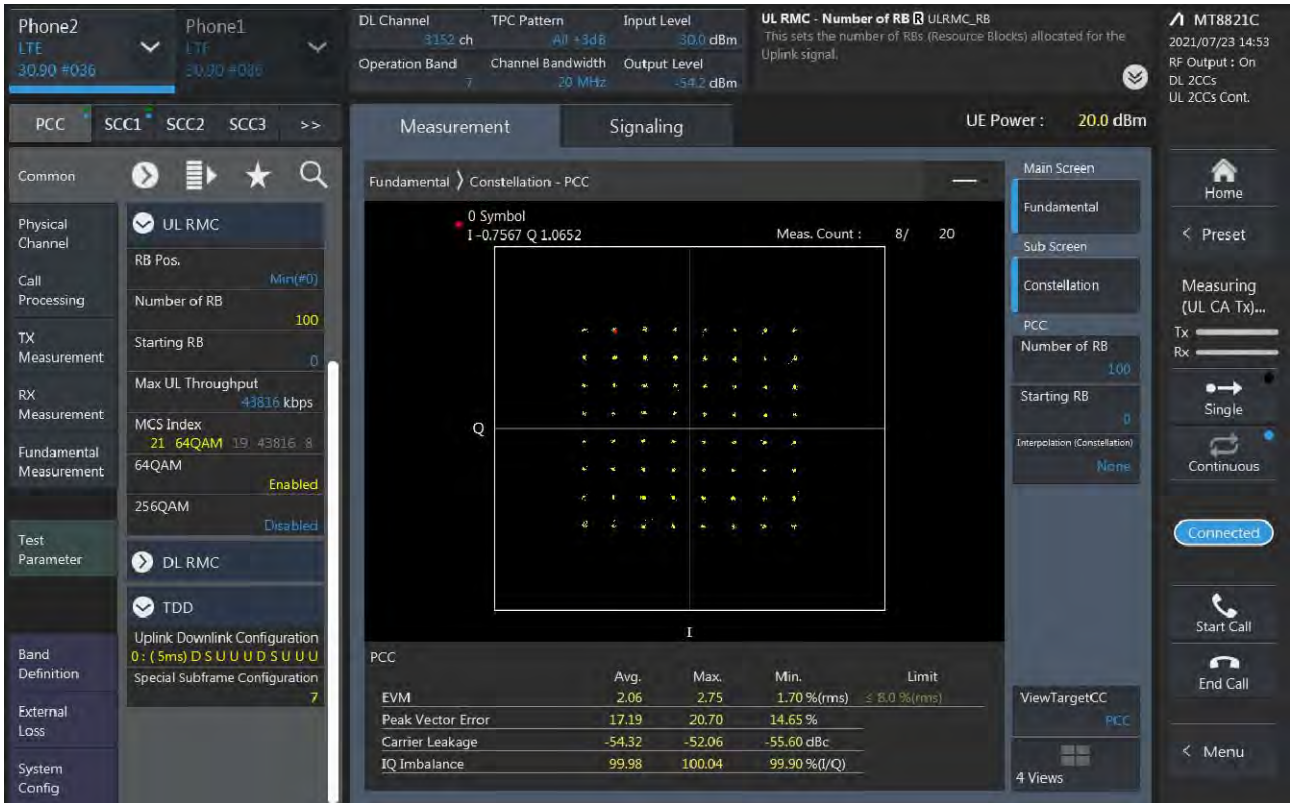 Phone2
LTE
30.90 #036
Phone1
LTE
30.90 #036
DL Channel
3152 ch
TPC Pattern
All +3dB
Input Level
30.0 dBm
Operation Band
7
Channel Bandwidth
20 MHz
Output Level
-54.2 dBm
UL RMC - Number of RB R ULRMC_RB
This sets the number of RBs (Resource Blocks) allocated for the
Uplink signal.
MT8821C
2021/07/23 14:53
RF Output : On
DL 2CCs
UL 2CCs Cont.
PCC SCC1 SCC2 SCC3 >>
Measurement
Signaling
UE Power : 20.0 dBm
Common
Physical
Channel
Call
Processing
TX
Measurement
RX
Measurement
Fundamental
Measurement
Test
Parameter
Band
Definition
External
Loss
System
Config
UL RMC
RB Pos.
Min(#0)
Number of RB
100
Starting RB
0
Max UL Throughput
43816 kbps
MCS Index
21 64QAM 19 43816 8
64QAM
Enabled
256QAM
Disabled
DL RMC
TDD
Uplink Downlink Configuration
0 : ( 5ms) D S U U U D S U U U
Special Subframe Configuration
7
Fundamental ⟩ Constellation - PCC
0 Symbol
I -0.7567 Q 1.0652
Meas. Count : 8/ 20
Q
I
PCC
Avg. Max. Min. Limit
EVM 2.06 2.75 1.70 %(rms) ≤ 8.0 %(rms)
Peak Vector Error 17.19 20.70 14.65 %
Carrier Leakage -54.32 -52.06 -55.60 dBc
IQ Imbalance 99.98 100.04 99.90 %(I/Q)
Main Screen
Fundamental
Sub Screen
Constellation
PCC
Number of RB
100
Starting RB
0
Interpolation (Constellation)
None
ViewTargetCC
PCC
4 Views
Home
< Preset
Measuring
(UL CA Tx)...
Tx
Rx
Single
Continuous
Connected
Start Call
End Call
< Menu